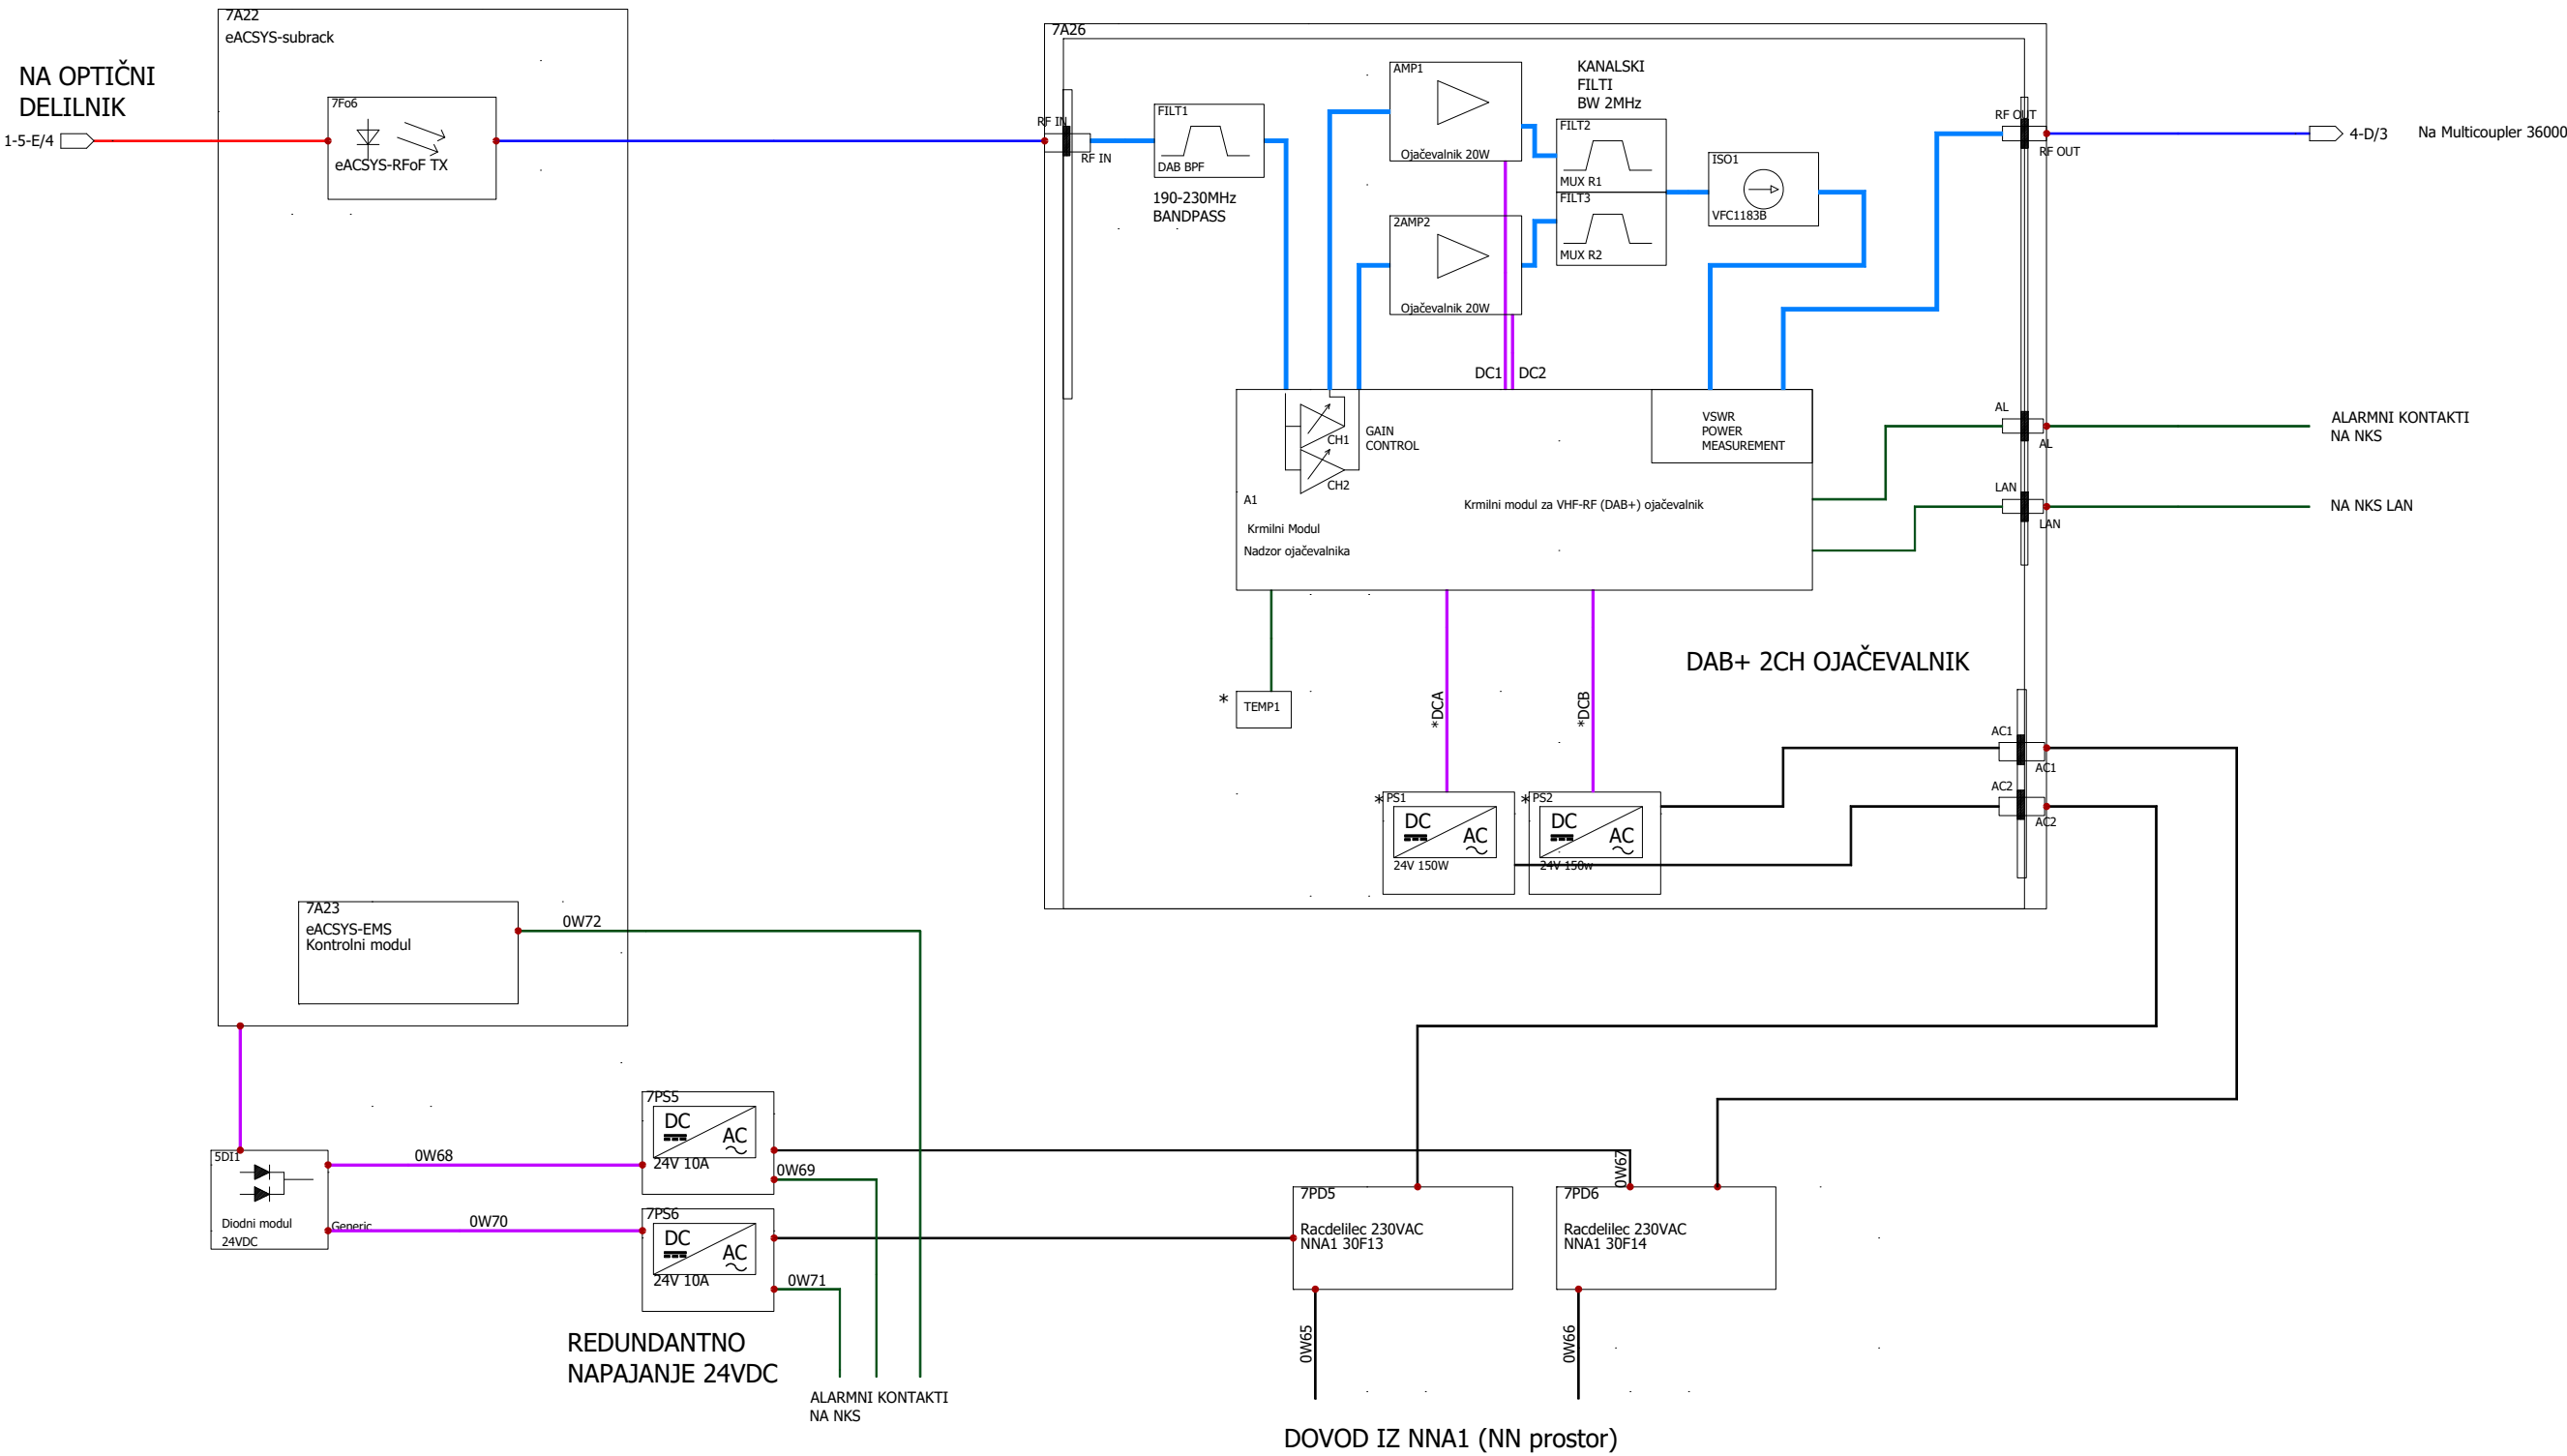 7A22
eACSYS-subrack
NA OPTIČNI
DELILNIK
1-5-E/4
7Fo6
eACSYS-RFoF TX
7A26
RF IN
RF IN
FILT1
DAB BPF
190-230MHz
BANDPASS
AMP1
Ojačevalnik 20W
2AMP2
Ojačevalnik 20W
KANALSKI
FILTI
BW 2MHz
FILT2
MUX R1
FILT3
MUX R2
ISO1
VFC1183B
RF OUT
RF OUT
4-D/3
Na Multicoupler 36000
DC1
DC2
CH1
CH2
GAIN
CONTROL
VSWR
POWER
MEASUREMENT
A1
Krmilni Modul
Nadzor ojačevalnika
Krmilni modul za VHF-RF (DAB+) ojačevalnik
AL
AL
ALARMNI KONTAKTI
NA NKS
LAN
LAN
NA NKS LAN
DAB+ 2CH OJAČEVALNIK
*
TEMP1
*DCA
*DCB
AC1
AC1
AC2
AC2
*
PS1
DC
AC
24V 150W
*
PS2
DC
AC
24V 150w
7A23
eACSYS-EMS
Kontrolni modul
0W72
5DI1
Diodni modul
24VDC
Generic
0W68
0W70
7PS5
DC
AC
24V 10A
0W69
7PS6
DC
AC
24V 10A
0W71
0W67
7PD5
Racdelilec 230VAC
NNA1 30F13
7PD6
Racdelilec 230VAC
NNA1 30F14
0W65
0W66
REDUNDANTNO
NAPAJANJE 24VDC
ALARMNI KONTAKTI
NA NKS
DOVOD IZ NNA1 (NN prostor)